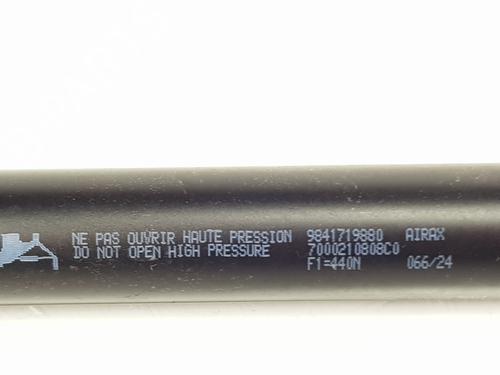 NE PAS OUVRIR HAUTE PRESSION 9841719880 AIRAX
DO NOT OPEN HIGH PRESSURE 7000210808C0
F1=440N 066/24